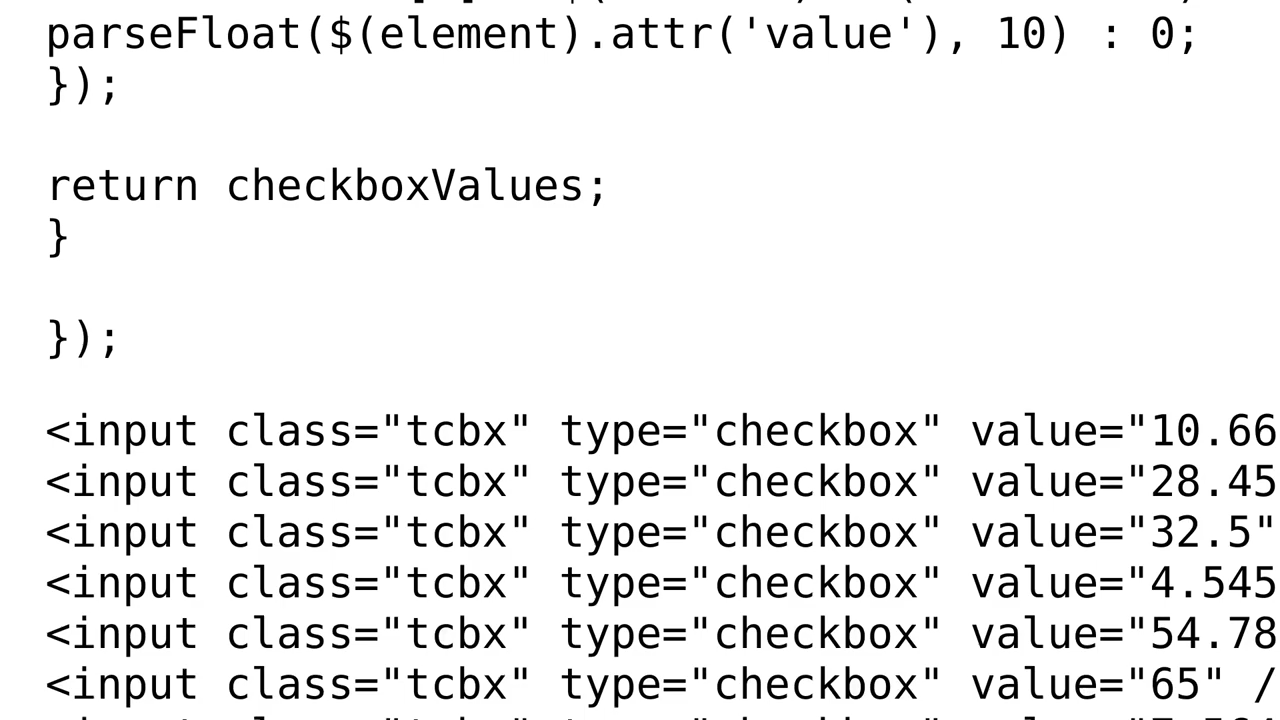 parseFloat($(element).attr('value'), 10) : 0;
});
return checkboxValues;
}
});
<input class="tcbx" type="checkbox" value="10.66
<input class="tcbx" type="checkbox" value="28.45
<input class="tcbx" type="checkbox" value="32.5"
<input class="tcbx" type="checkbox" value="4.545
<input class="tcbx" type="checkbox" value="54.78
<input class="tcbx" type="checkbox" value="65" /